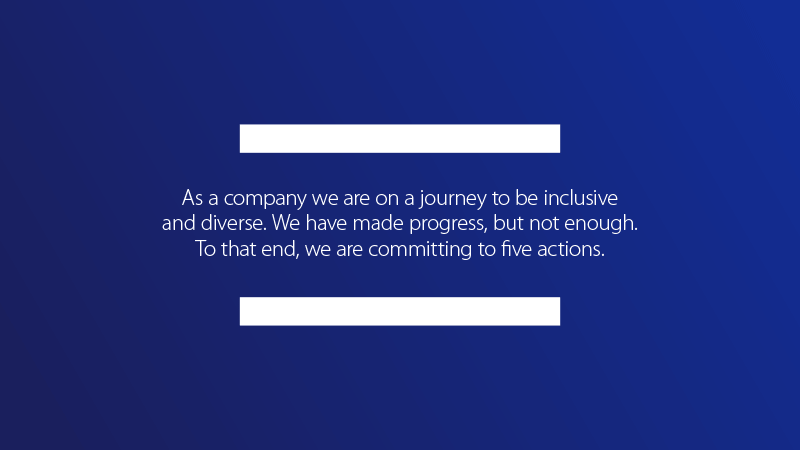 As a company we are on a journey to be inclusive
and diverse. We have made progress, but not enough.
To that end, we are committing to five actions.